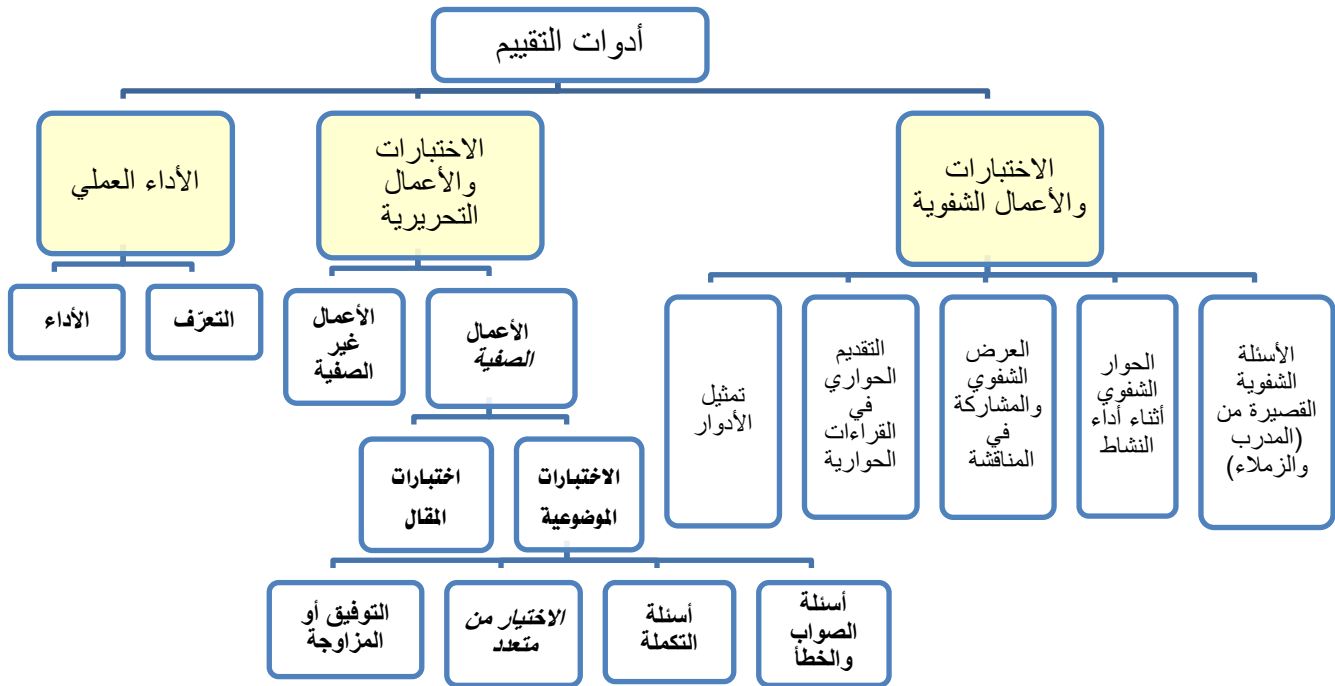 أدوات التقييم
الاختبارات
والأعمال الشفوية
الاختبارات
والأعمال
التحريرية
الأداء العملي
الأسئلة
الشفوية
القصيرة من
(المدرب
والزملاء)
الحوار
الشفوي
أثناء أداء
النشاط
العرض
الشفوي
والمشاركة
في
المناقشة
التقديم
الحواري
في
القراءات
الحوارية
تمثيل
الأدوار
الأعمال
الصفية
الأعمال
غير
الصفية
التعرّف
الأداء
الاختبارات
الموضوعية
اختبارات
المقال
أسئلة
الصواب
والخطأ
أسئلة
التكملة
الاختيار من
متعدد
التوفيق أو
المزاوجة